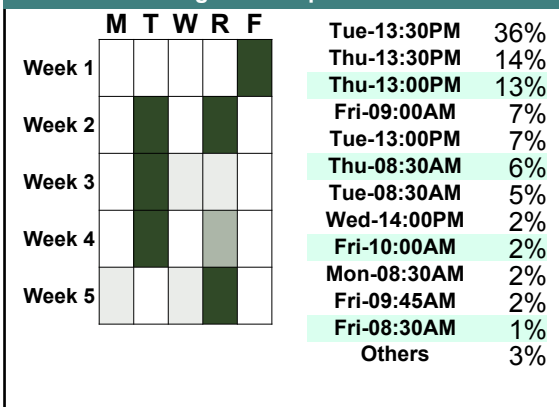 M T W R F
Week 1
Week 2
Week 3
Week 4
Week 5
Tue-13:30PM 36%
Thu-13:30PM 14%
Thu-13:00PM 13%
Fri-09:00AM 7%
Tue-13:00PM 7%
Thu-08:30AM 6%
Tue-08:30AM 5%
Wed-14:00PM 2%
Fri-10:00AM 2%
Mon-08:30AM 2%
Fri-09:45AM 2%
Fri-08:30AM 1%
Others 3%